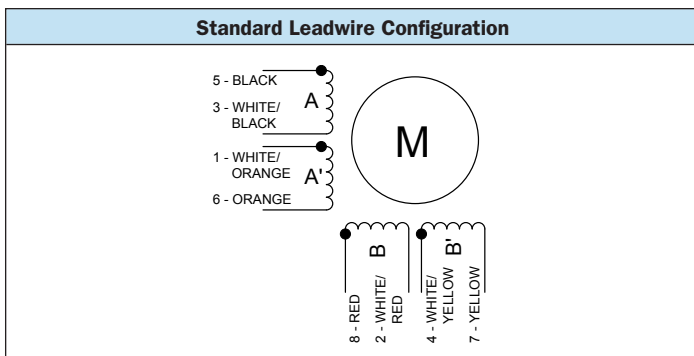 Standard Leadwire Configuration
5 - BLACK
3 - WHITE/
BLACK
A
1 - WHITE/
ORANGE
A'
6 - ORANGE
M
B
B'
8 - RED
2 - WHITE/
RED
4 - WHITE/
YELLOW
7 - YELLOW